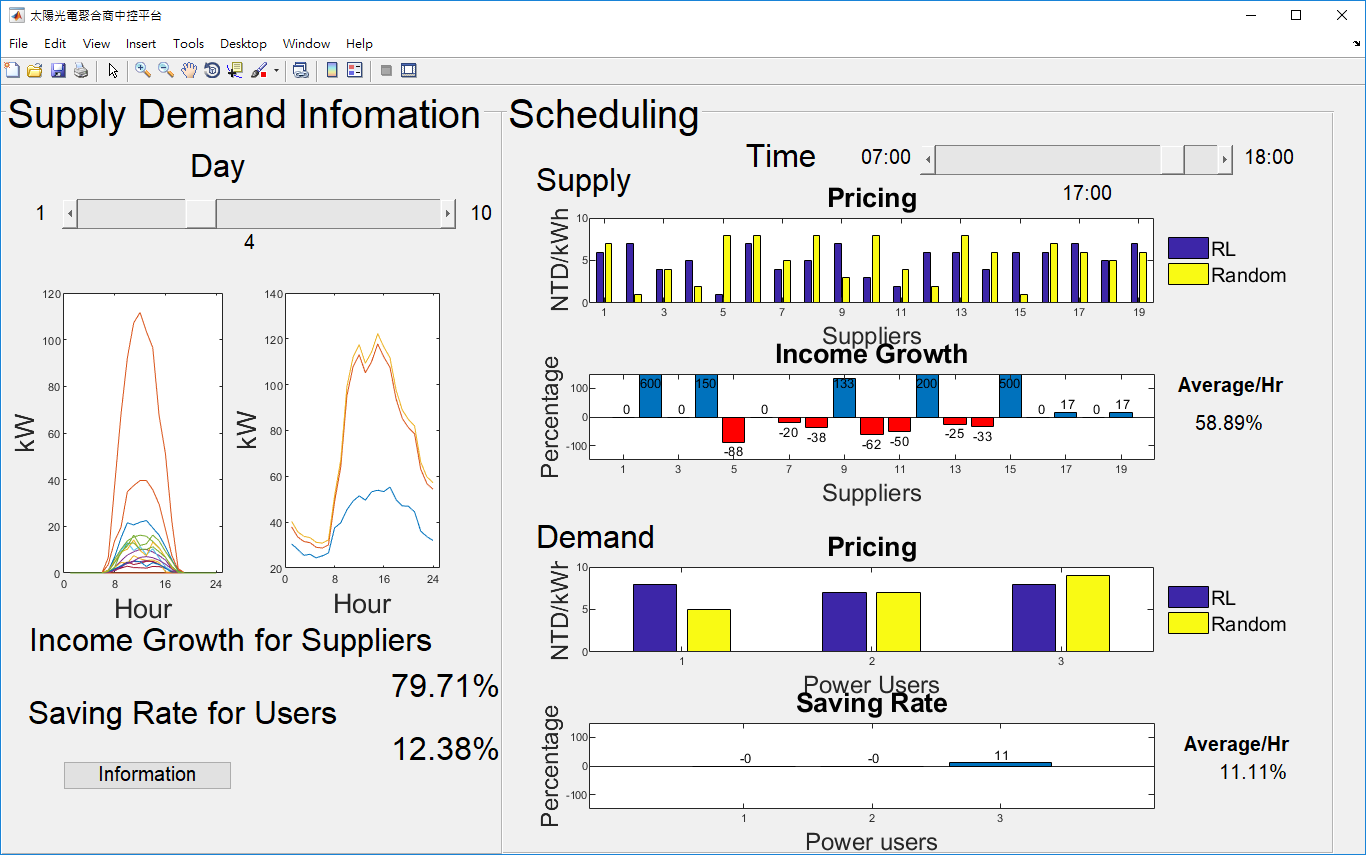 太陽光電聚合商中控平台
File Edit View Insert Tools Desktop Window Help
Supply Demand Infomation
Day
1 10
4
120
100
80
60
40
20
0
0 8 16 24
kW
Hour
140
120
100
80
60
40
20
0 8 16 24
kW
Hour
Income Growth for Suppliers
79.71%
Saving Rate for Users
12.38%
Information
Scheduling
Time 07:00 18:00
17:00
Supply
Pricing
NTD/kWh
10
5
0
1 3 5 7 9 11 13 15 17 19
Suppliers
RL
Random
Income Growth
Percentage
100
0
-100
0 600 0 150 -88 0 -20 -38 133 -62 -50 200 -25 -33 500 0 17 0 17
1 3 5 7 9 11 13 15 17 19
Suppliers
Average/Hr
58.89%
Demand
Pricing
NTD/kWh
10
5
0
1 2 3
Power Users
RL
Random
Saving Rate
Percentage
100
0
-100
-0 -0 11
1 2 3
Power users
Average/Hr
11.11%